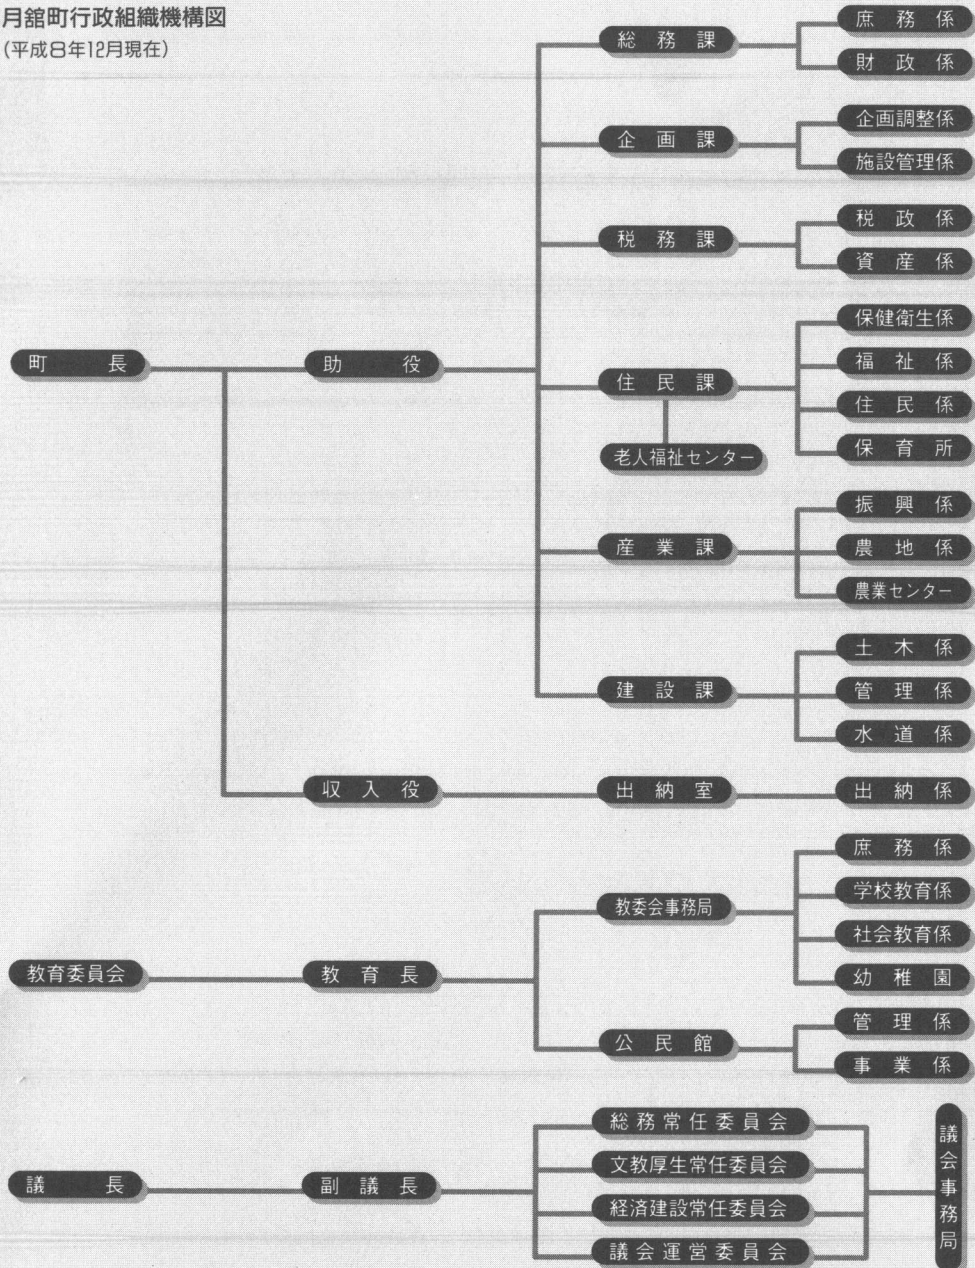 月舘町行政組織機構図
(平成8年12月現在)
町長
助役
総務課
庶務係
財政係
企画課
企画調整係
施設管理係
税務課
税政係
資産係
住民課
老人福祉センター
保健衛生係
福祉係
住民係
保育所
産業課
振興係
農地係
農業センター
建設課
土木係
管理係
水道係
収入役
出納室
出納係
教育委員会
教育長
教委会事務局
庶務係
学校教育係
社会教育係
幼稚園
公民館
管理係
事業係
議長
副議長
総務常任委員会
文教厚生常任委員会
経済建設常任委員会
議会運営委員会
議会事務局